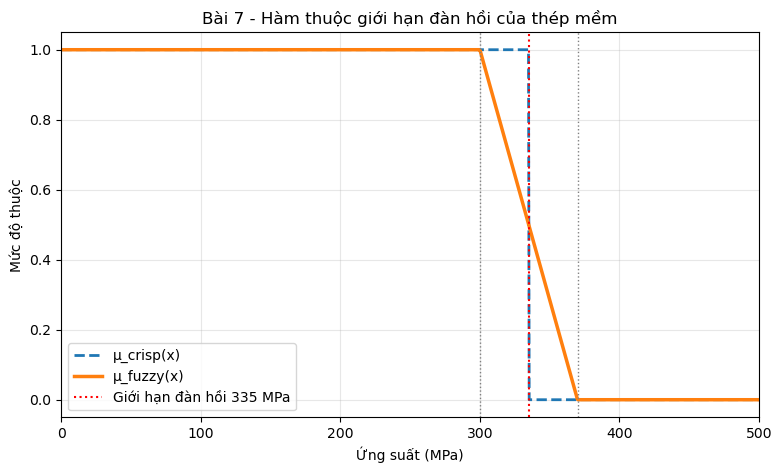 Bài 7 - Hàm thuộc giới hạn đàn hồi của thép mềm
Mức độ thuộc
1.0
0.8
0.6
0.4
0.2
0.0
μ_crisp(x)
μ_fuzzy(x)
Giới hạn đàn hồi 335 MPa
0 100 200 300 400 500
Ứng suất (MPa)